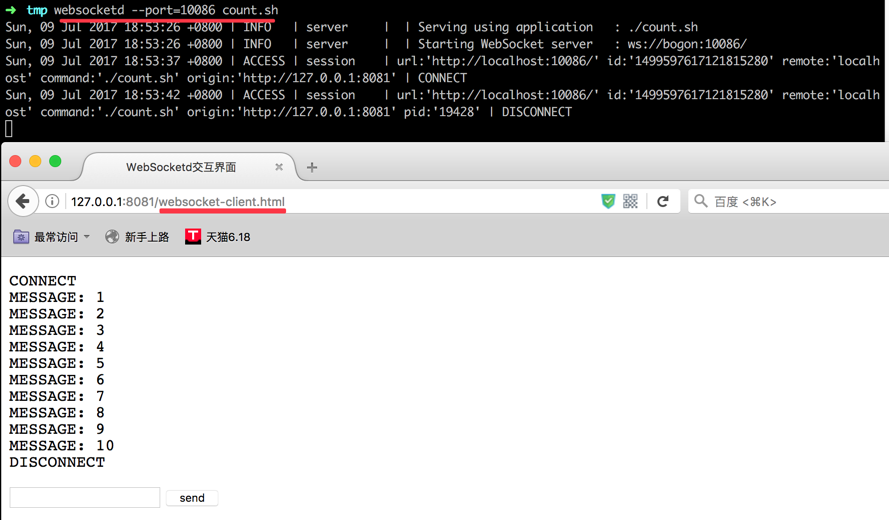 → tmp websocketd --port=10086 count.sh
Sun, 09 Jul 2017 18:53:26 +0800 | INFO | server | | Serving using application : ./count.sh
Sun, 09 Jul 2017 18:53:26 +0800 | INFO | server | | Starting WebSocket server : ws://bogon:10086/
Sun, 09 Jul 2017 18:53:37 +0800 | ACCESS | session | url:'http://localhost:10086/' id:'1499597617121815280' remote:'local
ost' command:'./count.sh' origin:'http://127.0.0.1:8081' | CONNECT
Sun, 09 Jul 2017 18:53:42 +0800 | ACCESS | session | url:'http://localhost:10086/' id:'1499597617121815280' remote:'localh
ost' command:'./count.sh' origin:'http://127.0.0.1:8081' pid:'19428' | DISCONNECT
WebSocketd交互界面
127.0.0.1:8081/websocket-client.html
百度 <⌘K>
最常访问
新手上路
T 天猫6.18
CONNECT
MESSAGE: 1
MESSAGE: 2
MESSAGE: 3
MESSAGE: 4
MESSAGE: 5
MESSAGE: 6
MESSAGE: 7
MESSAGE: 8
MESSAGE: 9
MESSAGE: 10
DISCONNECT
send